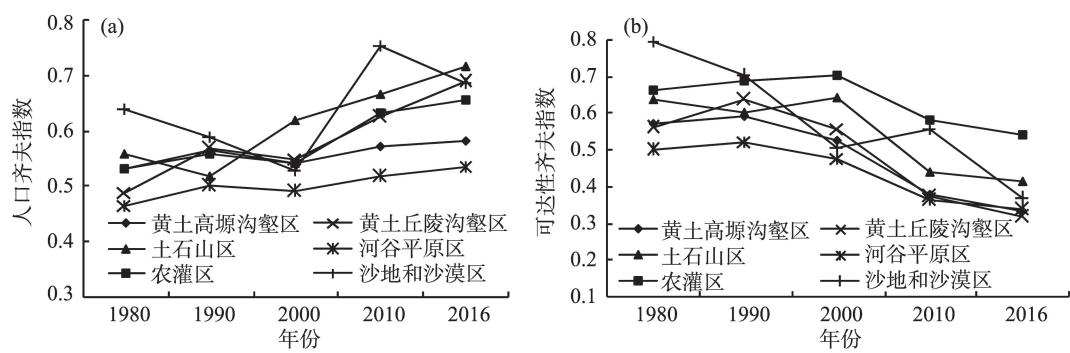 (a)
人口齐夫指数
0.8
0.7
0.6
0.5
0.4
0.3
黄土高塬沟壑区 黄土丘陵沟壑区
土石山区 河谷平原区
农灌区 沙地和沙漠区
1980 1990 2000 2010 2016
年份
(b)
可达性齐夫指数
0.8
0.7
0.6
0.5
0.4
0.3
0.2
0.1
黄土高塬沟壑区 黄土丘陵沟壑区
土石山区 河谷平原区
农灌区 沙地和沙漠区
1980 1990 2000 2010 2016
年份